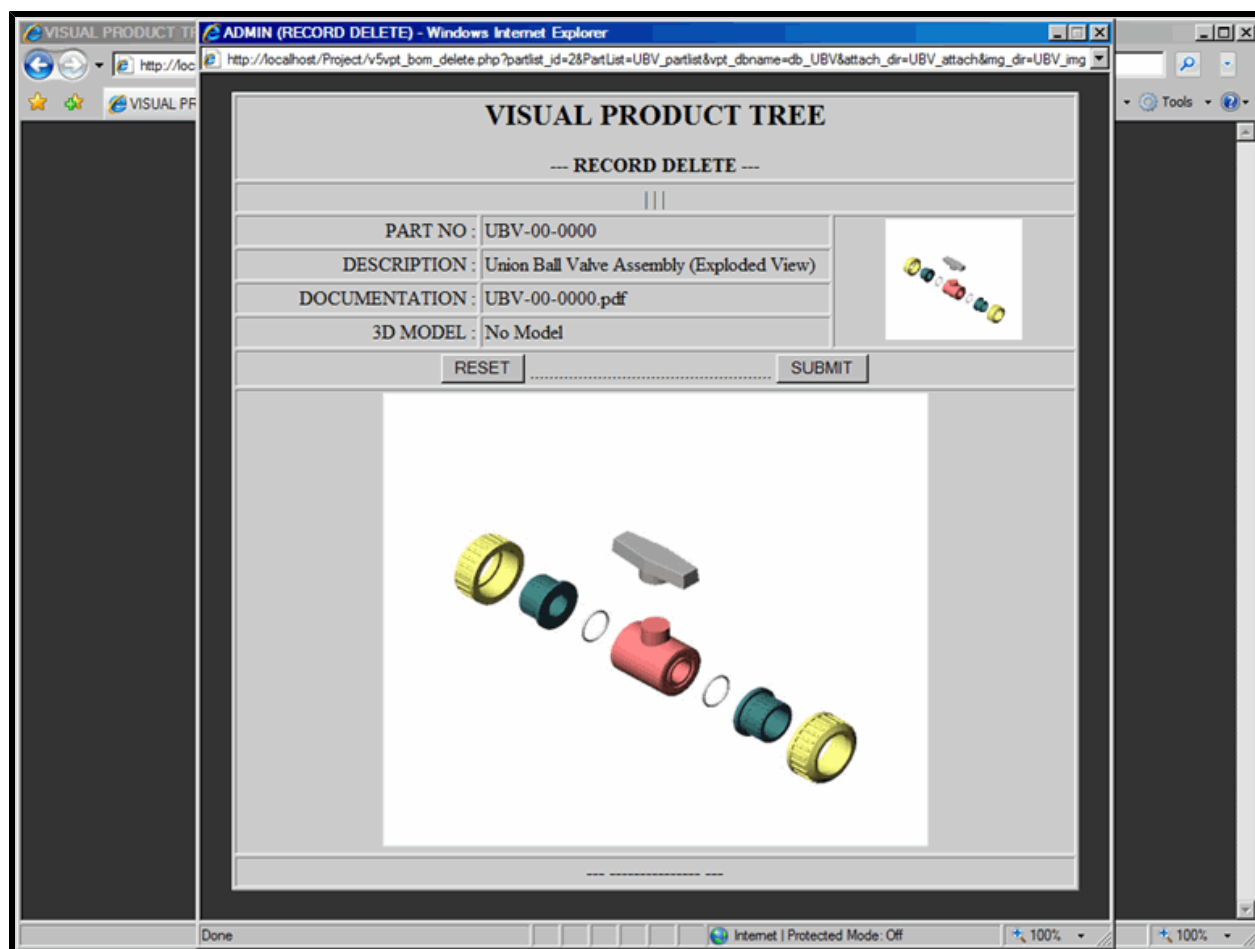 VISUAL PRODUCT TR
ADMIN (RECORD DELETE) - Windows Internet Explorer
http://loc
http://localhost/Project/v5vpt_bom_delete.php?partlist_id=2&PartList=UBV_partlist&vpt_dbname=db_UBV&attach_dir=UBV_attach&img_dir=UBV_img
VISUAL PR
Tools
VISUAL PRODUCT TREE
--- RECORD DELETE ---
| | |
PART NO : UBV-00-0000
DESCRIPTION : Union Ball Valve Assembly (Exploded View)
DOCUMENTATION : UBV-00-0000.pdf
3D MODEL : No Model
RESET SUBMIT
--- --------------- ---
Done Internet | Protected Mode: Off 100% 100%